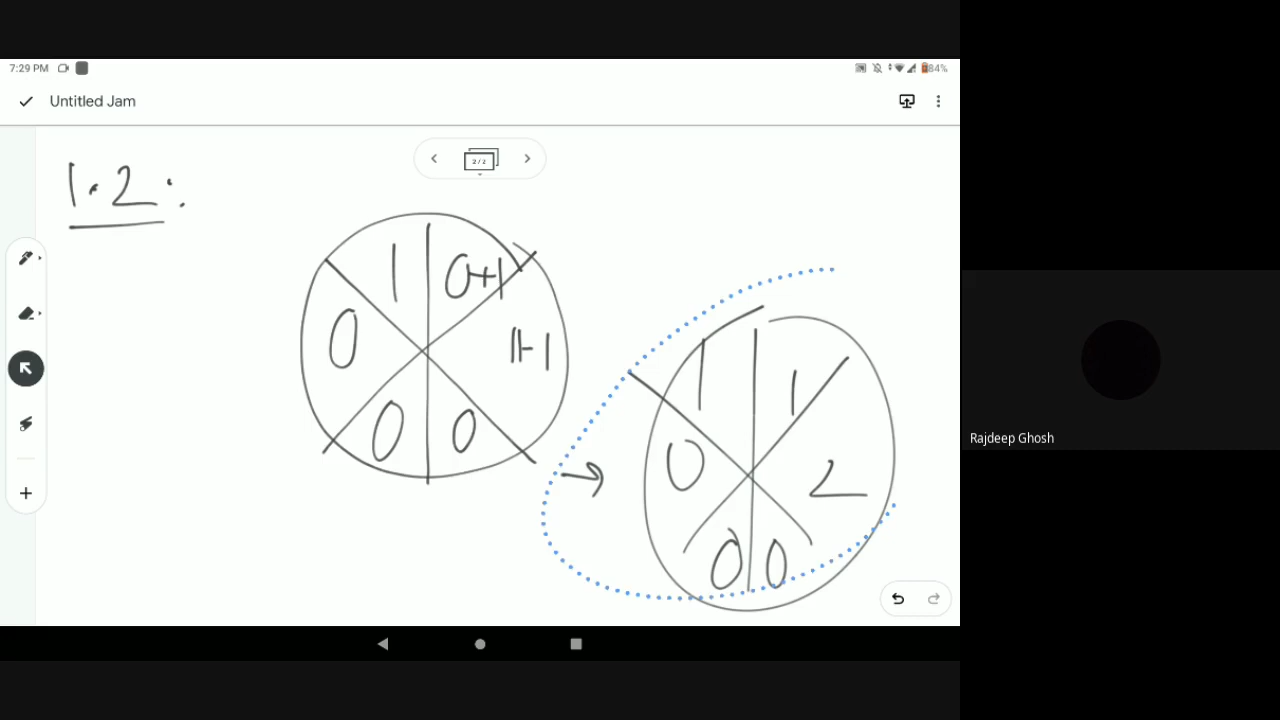 7:29 PM
84%
Untitled Jam
2 / 2
1.2:
1 0+1
0 1+1
0 0
→
1 1
0 2
0 0
Rajdeep Ghosh